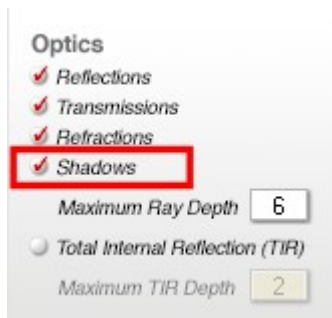 Optics
Reflections
Transmissions
Refractions
Shadows
Maximum Ray Depth 6
Total Internal Reflection (TIR)
Maximum TIR Depth 2